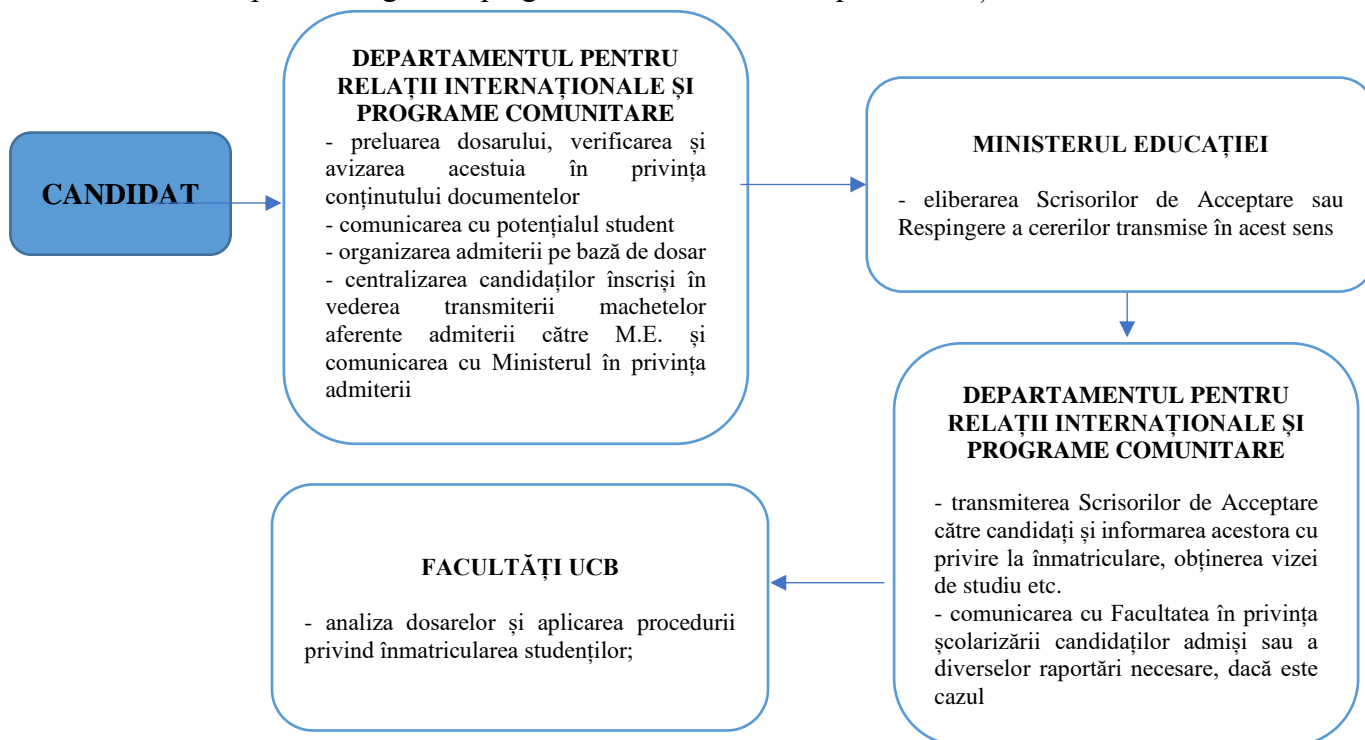 CANDIDAT
DEPARTAMENTUL PENTRU
RELAȚII INTERNAȚIONALE ȘI
PROGRAME COMUNITARE
- preluarea dosarului, verificarea și
avizarea acestuia în privința
conținutului documentelor
- comunicarea cu potențialul student
- organizarea admiterii pe bază de dosar
- centralizarea candidaților înscriși în
vederea transmiterii machetelor
aferente admiterii către M.E. și
comunicarea cu Ministerul în privința
admiterii
MINISTERUL EDUCAȚIEI
- eliberarea Scrisorilor de Acceptare sau
Respingere a cererilor transmise în acest sens
DEPARTAMENTUL PENTRU
RELAȚII INTERNAȚIONALE ȘI
PROGRAME COMUNITARE
- transmiterea Scrisorilor de Acceptare
către candidați și informarea acestora cu
privire la înmatriculare, obținerea vizei
de studiu etc.
- comunicarea cu Facultatea în privința
școlarizării candidaților admiși sau a
diverselor raportări necesare, dacă este
cazul
FACULTĂȚI UCB
- analiza dosarelor și aplicarea procedurii
privind înmatricularea studenților;